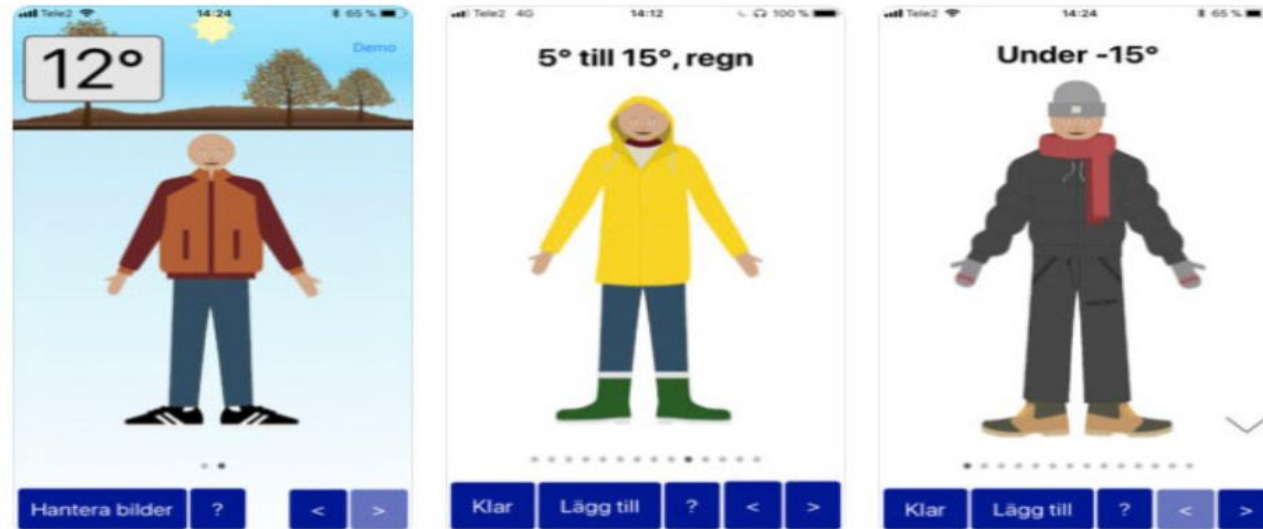 Tele2 14:24 65 %
12°
Demo
Hantera bilder ? < >
Tele2 4G 14:12 100 %
5° till 15°, regn
Klar Lägg till ? < >
Tele2 14:24 65 %
Under -15°
Klar Lägg till ? < >